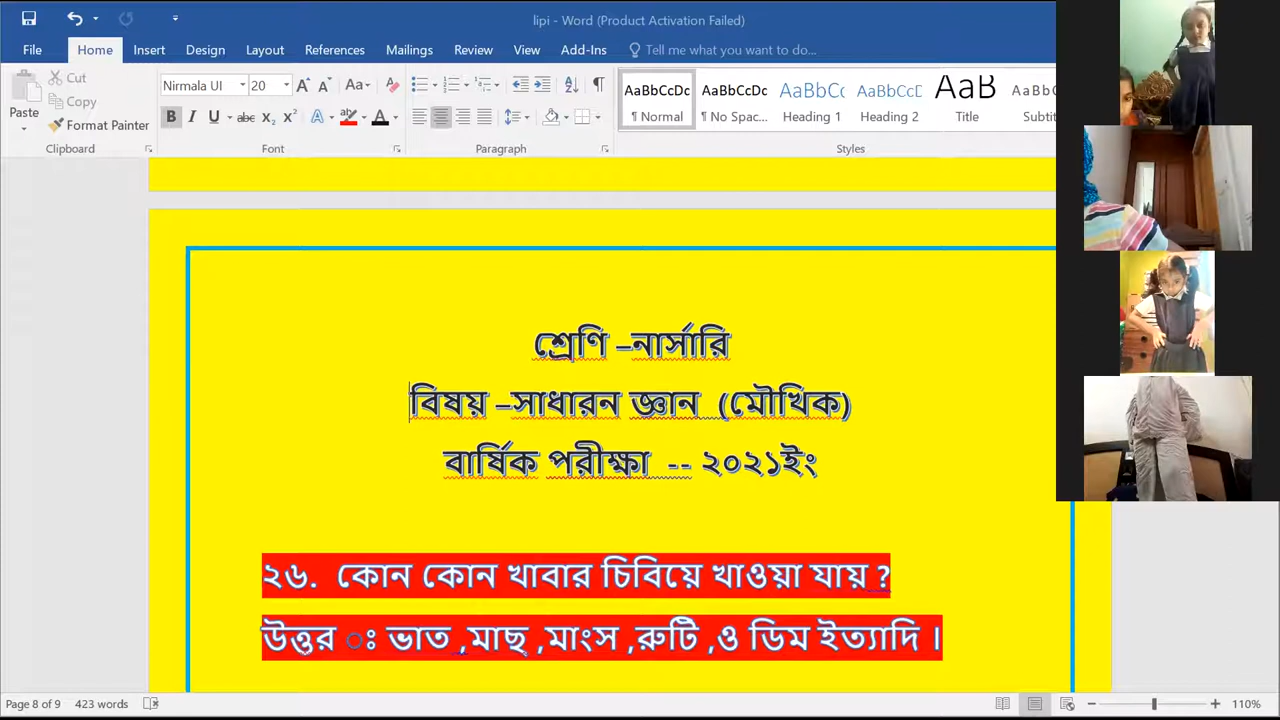 lipi - Word (Product Activation Failed)
File Home Insert Design Layout References Mailings Review View Add-Ins Tell me what you want to do...
Cut
Copy
Format Painter
Paste
Clipboard
Nirmala UI 20
Font
Paragraph
AaBbCcDc AaBbCcDc AaBbCc AaBbCcD AaB AaBbC
¶ Normal ¶ No Spac... Heading 1 Heading 2 Title Subtit
Styles
শ্রেণি –নার্সারি
বিষয় –সাধারন জ্ঞান (মৌখিক)
বার্ষিক পরীক্ষা -- ২০২১ইং
২৬. কোন কোন খাবার চিবিয়ে খাওয়া যায় ?
উত্তর ঃ ভাত ,মাছ ,মাংস ,রুটি ,ও ডিম ইত্যাদি ।
Page 8 of 9 423 words 110%